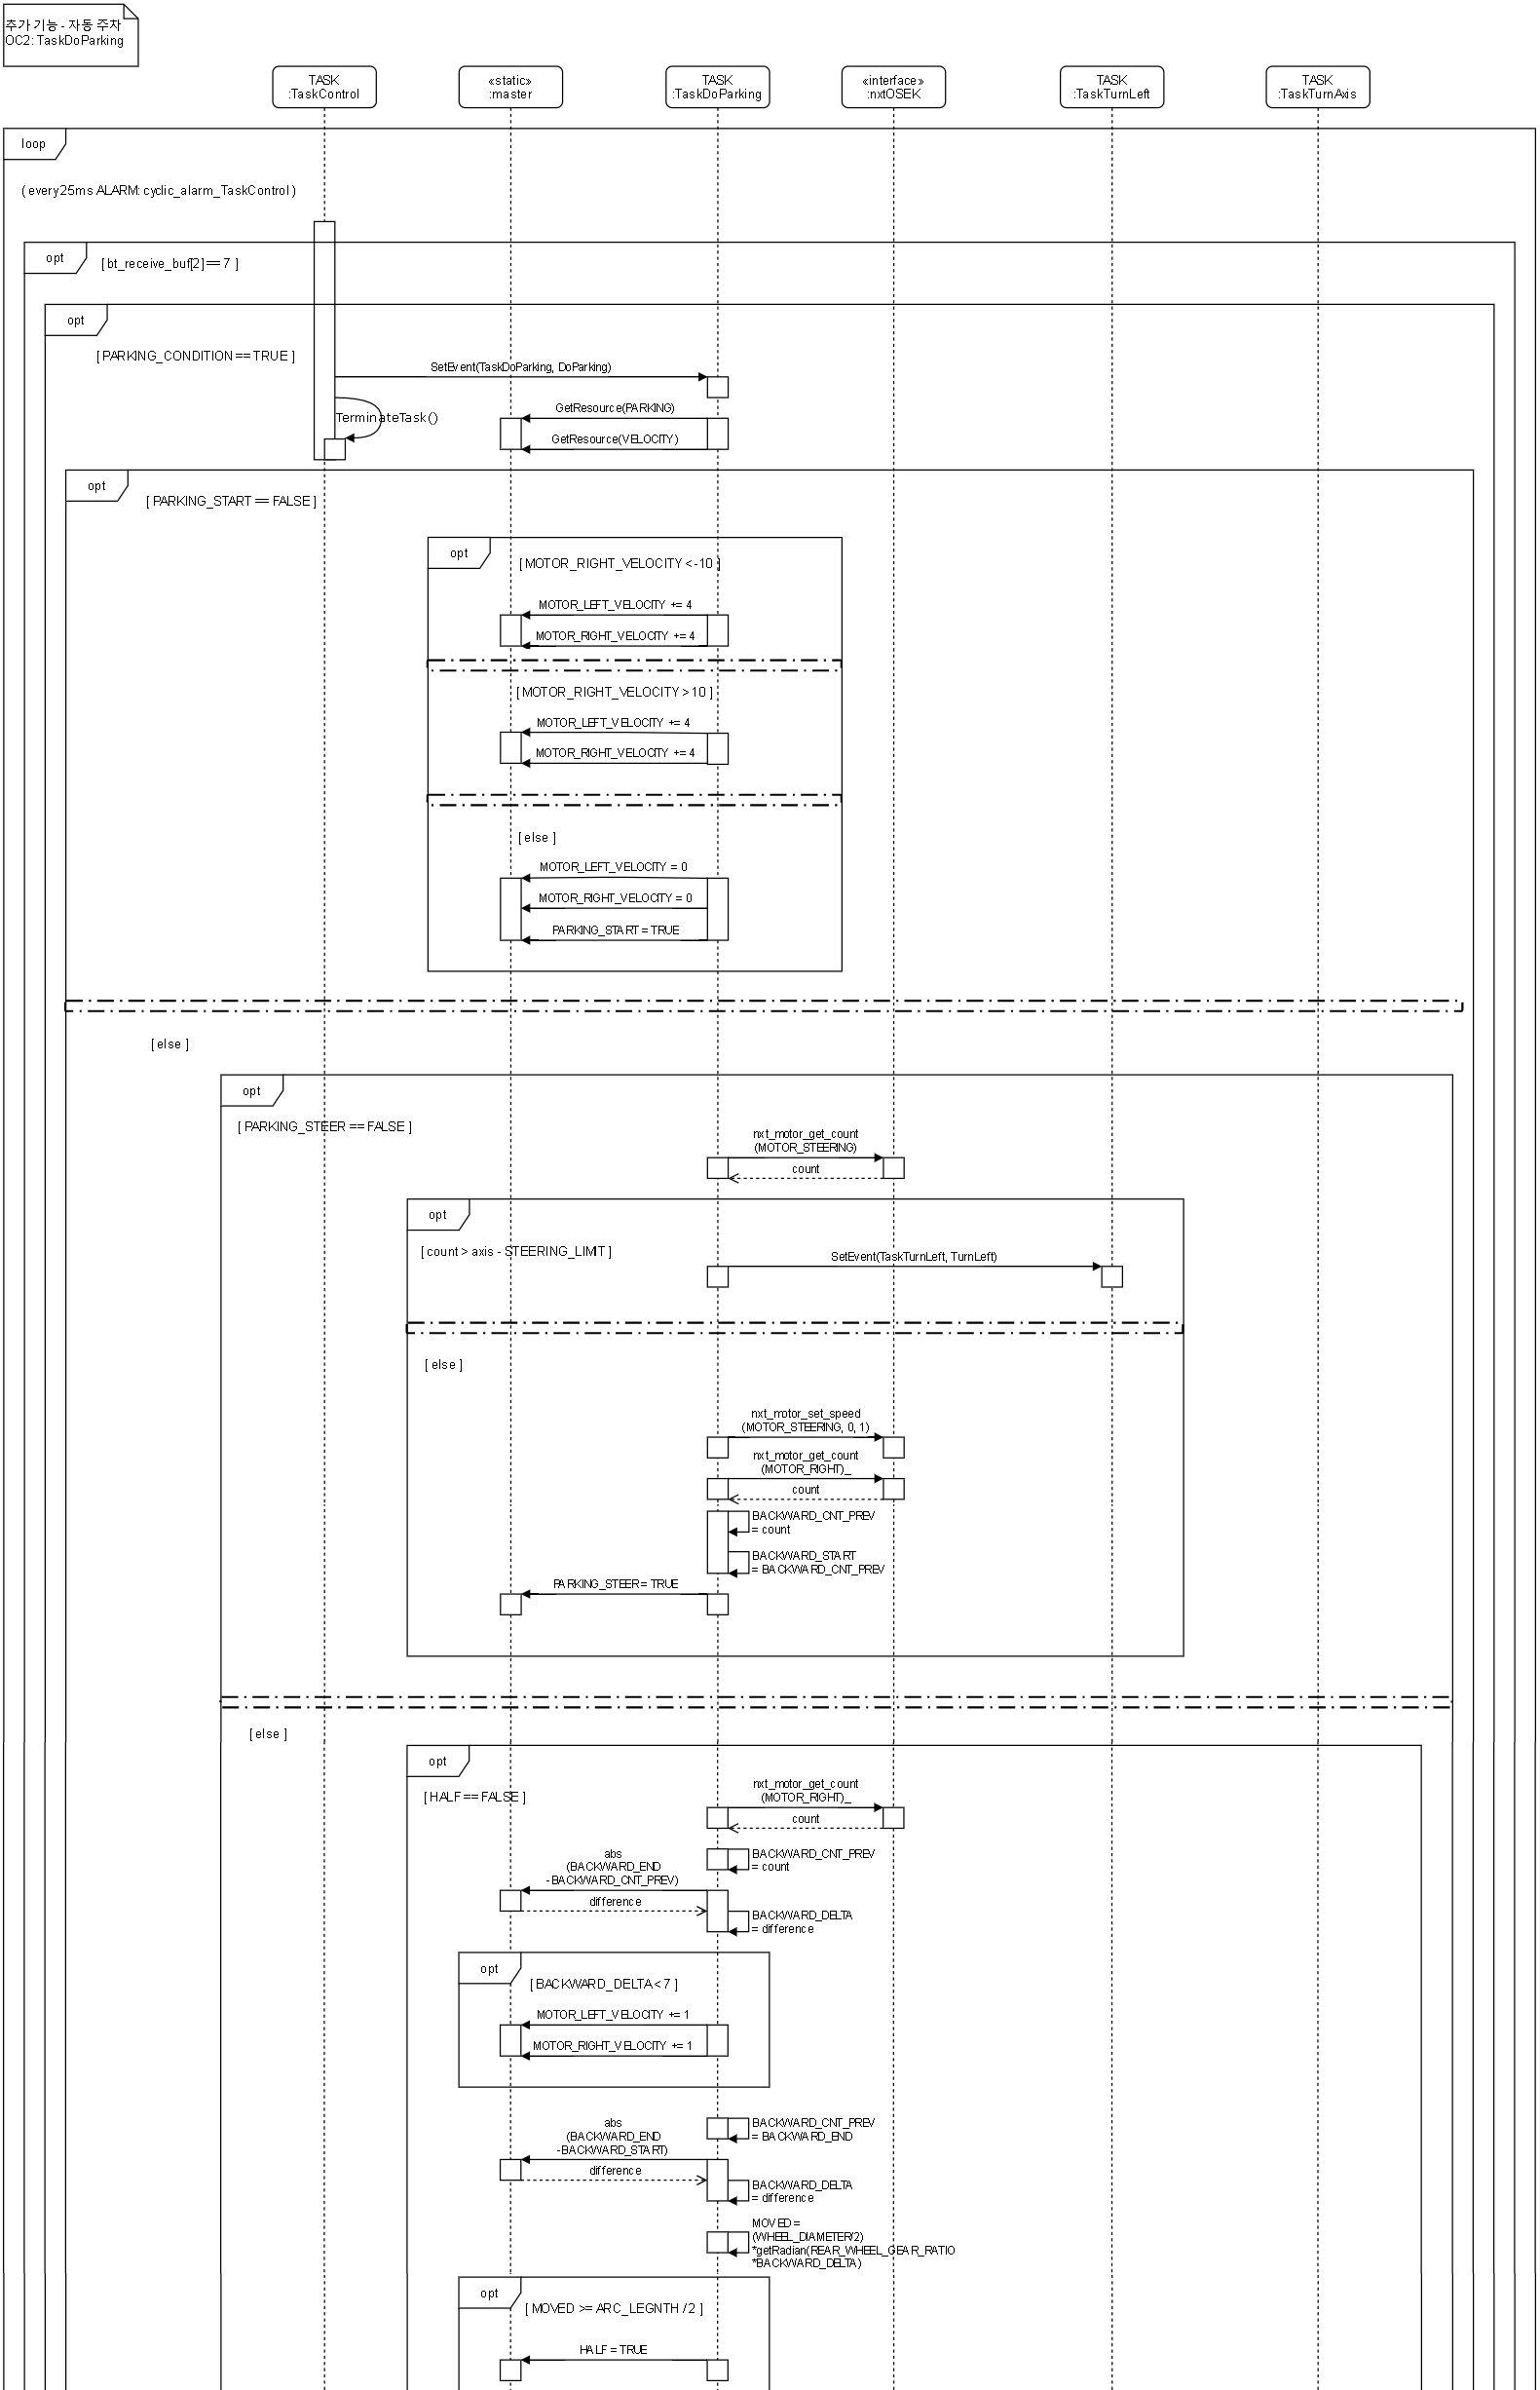 추가 기능 - 자동 주차
OC2: TaskDoParking
TASK
:TaskControl
«static»
:master
TASK
:TaskDoParking
«interface»
:nxtOSEK
TASK
:TaskTurnLeft
TASK
:TaskTurnAxis
loop
( every 25ms ALARM: cyclic_alarm_TaskControl )
opt
[ bt_receive_buf[2] == 7 ]
opt
[ PARKING_CONDITION == TRUE ]
SetEvent(TaskDoParking, DoParking)
TerminateTask()
GetResource(PARKING)
GetResource(VELOCITY)
opt
[ PARKING_START == FALSE ]
opt
[ MOTOR_RIGHT_VELOCITY < -10 ]
MOTOR_LEFT_VELOCITY += 4
MOTOR_RIGHT_VELOCITY += 4
[ MOTOR_RIGHT_VELOCITY > 10 ]
MOTOR_LEFT_VELOCITY += 4
MOTOR_RIGHT_VELOCITY += 4
[ else ]
MOTOR_LEFT_VELOCITY = 0
MOTOR_RIGHT_VELOCITY = 0
PARKING_START = TRUE
[ else ]
opt
[ PARKING_STEER == FALSE ]
nxt_motor_get_count
(MOTOR_STEERING)
count
opt
[ count > axis - STEERING_LIMIT ]
SetEvent(TaskTurnLeft, TurnLeft)
[ else ]
nxt_motor_set_speed
(MOTOR_STEERING, 0, 1)
nxt_motor_get_count
(MOTOR_RIGHT)_
count
BACKWARD_CNT_PREV
= count
BACKWARD_START
= BACKWARD_CNT_PREV
PARKING_STEER = TRUE
[ else ]
opt
[ HALF == FALSE ]
nxt_motor_get_count
(MOTOR_RIGHT)_
count
BACKWARD_CNT_PREV
= count
abs
(BACKWARD_END
-BACKWARD_CNT_PREV)
difference
BACKWARD_DELTA
= difference
opt
[ BACKWARD_DELTA < 7 ]
MOTOR_LEFT_VELOCITY += 1
MOTOR_RIGHT_VELOCITY += 1
BACKWARD_CNT_PREV
= BACKWARD_END
abs
(BACKWARD_END
-BACKWARD_START)
difference
BACKWARD_DELTA
= difference
MOVED =
(WHEEL_DIAMETER/2)
*getRadian(REAR_WHEEL_GEAR_RATIO
*BACKWARD_DELTA)
opt
[ MOVED >= ARC_LEGNTH / 2 ]
HALF = TRUE